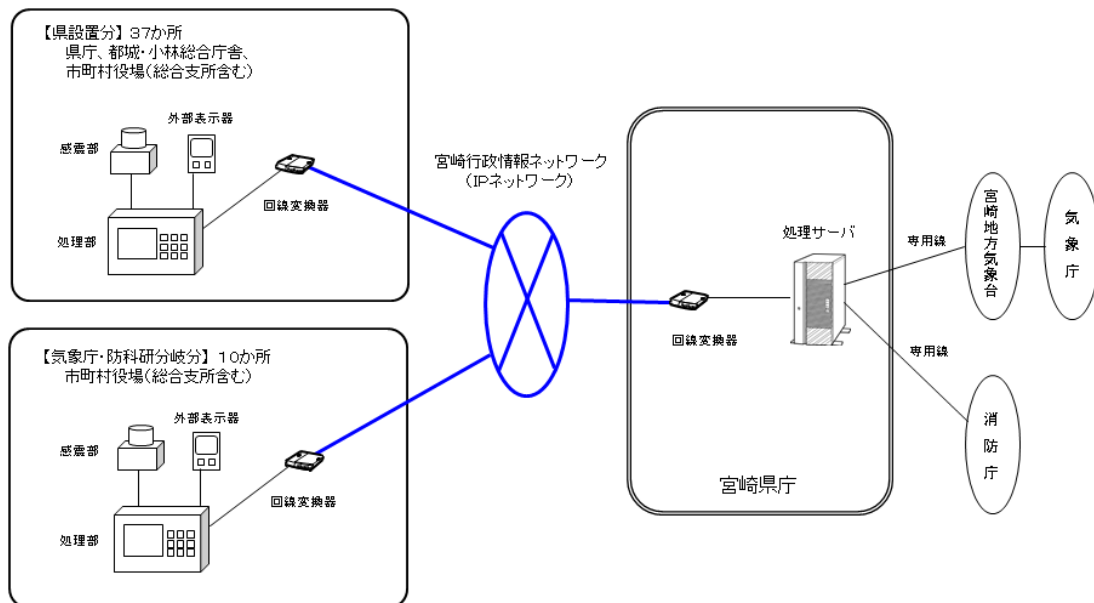 【県設置分】37か所
県庁、都城・小林総合庁舎、
市町村役場(総合支所含む)
外部表示器
感震部
回線変換器
処理部
【気象庁・防科研分岐分】10か所
市町村役場(総合支所含む)
外部表示器
感震部
回線変換器
処理部
宮崎行政情報ネットワーク
(IPネットワーク)
処理サーバ
回線変換器
宮崎県庁
専用線
専用線
宮崎地方気象台
気象庁
消防庁